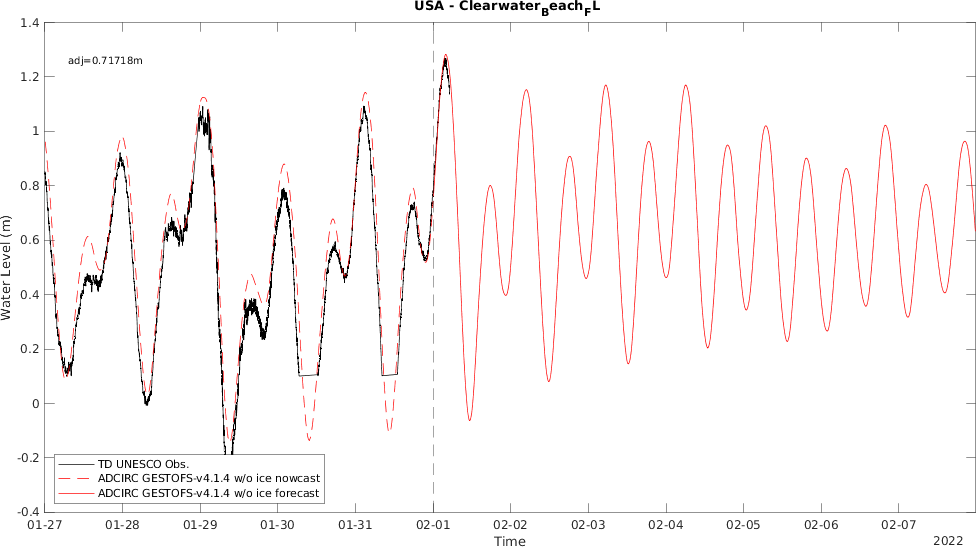 USA - Clearwater_Beach_FL
adj=0.71718m
1.4
1.2
1
0.8
0.6
0.4
0.2
0
-0.2
-0.4
Water Level (m)
TD UNESCO Obs.
ADCIRC GESTOFS-v4.1.4 w/o ice nowcast
ADCIRC GESTOFS-v4.1.4 w/o ice forecast
01-27 01-28 01-29 01-30 01-31 02-01 02-02 02-03 02-04 02-05 02-06 02-07
Time
2022